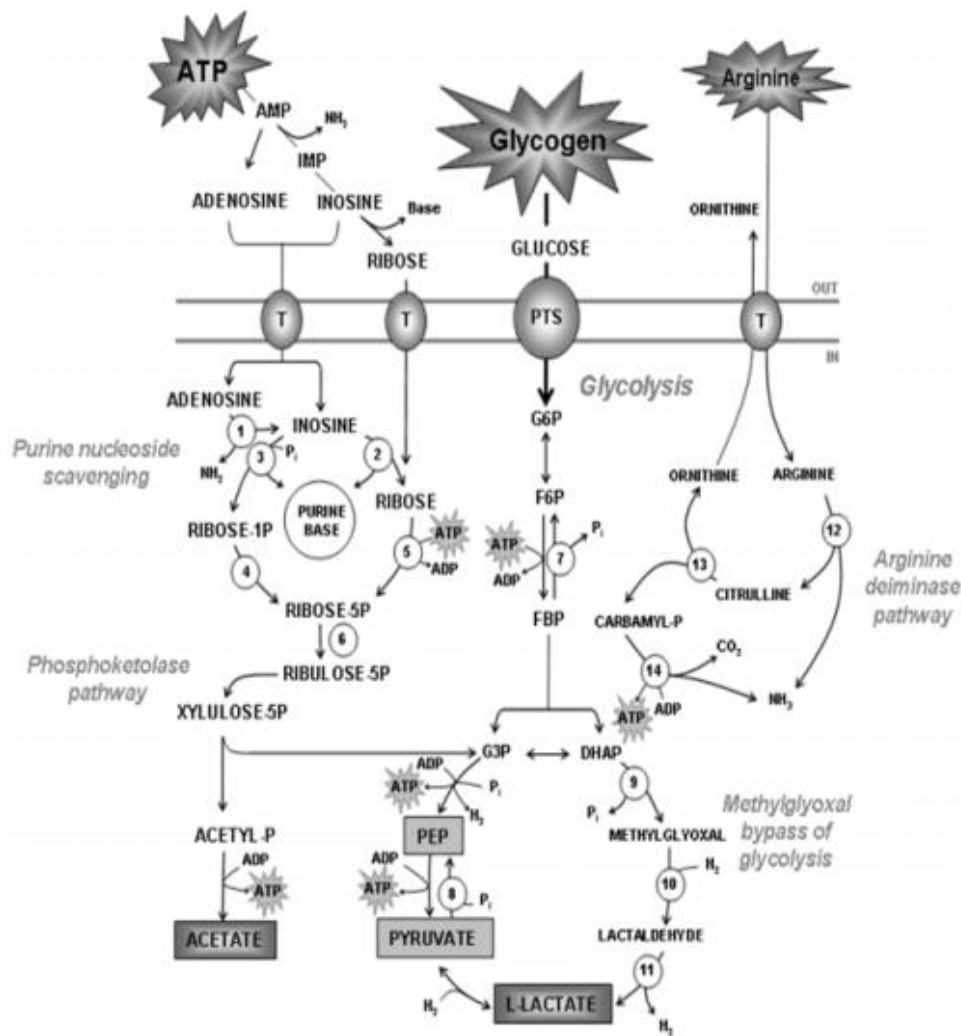 ATP
Arginine
AMP
NH3
Glycogen
IMP
ADENOSINE
INOSINE
Base
ORNITHINE
RIBOSE
GLUCOSE
OUT
T
T
PTS
T
IN
Glycolysis
ADENOSINE
G6P
INOSINE
1
Purine nucleoside
scavenging
Pi
2
3
NH3
ORNITHINE
ARGININE
RIBOSE
F6P
PURINE
BASE
RIBOSE-1P
ATP
Pi
12
ATP
5
7
ADP
13
Arginine
deiminase
pathway
4
ADP
CITRULLINE
RIBOSE-5P
FBP
CARBAMYL-P
6
CO2
Phosphoketolase
pathway
RIBULOSE-5P
14
NH3
XYLULOSE-5P
ATP
ADP
G3P
DHAP
ADP
ATP
Pi
9
H2
Pi
Methylglyoxal
bypass of
glycolysis
ACETYL-P
PEP
METHYLGLYOXAL
ADP
ADP
H2
ATP
ATP
8
Pi
10
ACETATE
PYRUVATE
LACTALDEHYDE
11
H2
L-LACTATE
H2